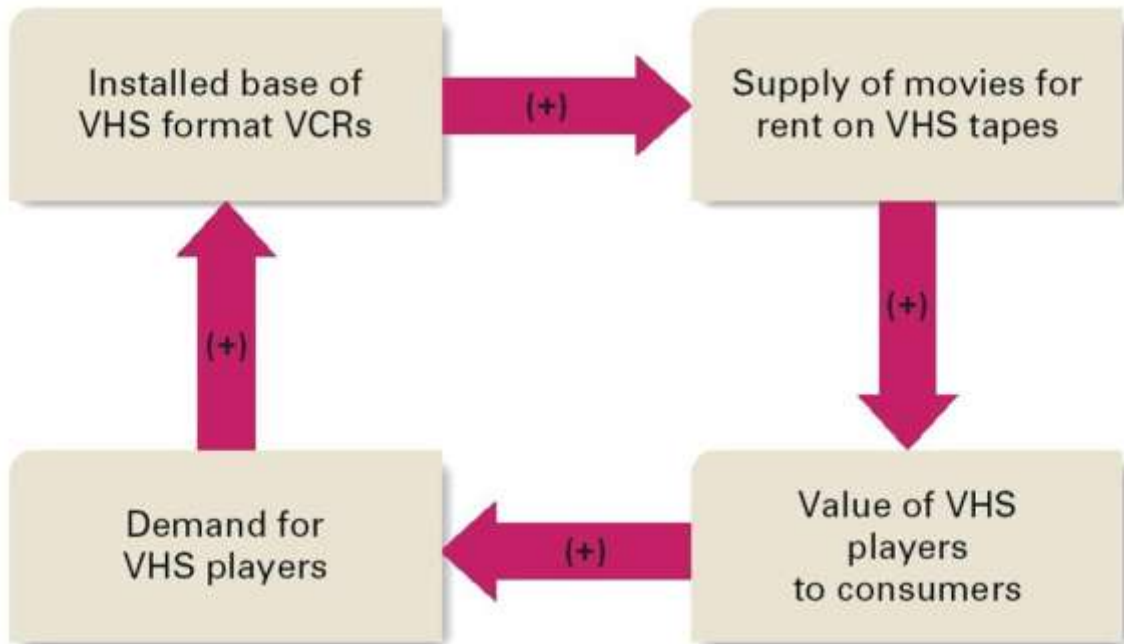 Installed base of
VHS format VCRs
(+)
Supply of movies for
rent on VHS tapes
(+)
Value of VHS
players
to consumers
(+)
Demand for
VHS players
(+)